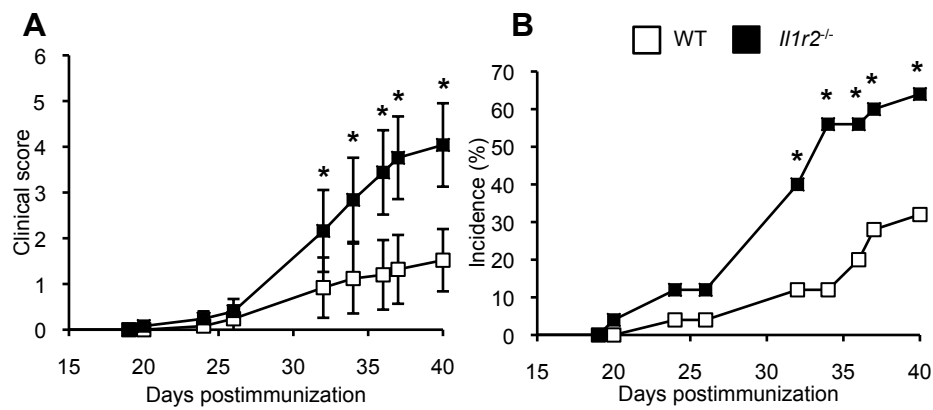 A
B
WT
Il1r2-/-
6
5
4
3
2
1
0
Clinical score
* * * * *
15 20 25 30 35 40
Days postimmunization
70
60
50
40
30
20
10
0
Incidence (%)
* * * * *
15 20 25 30 35 40
Days postimmunization